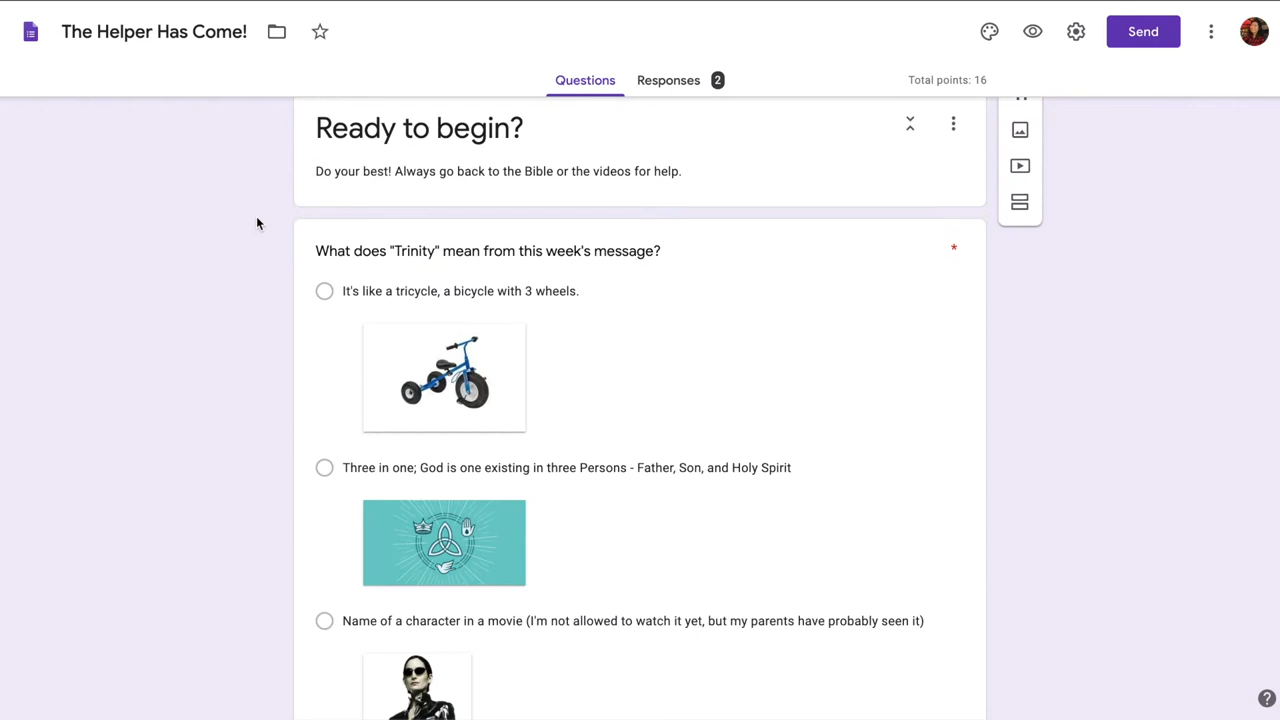 The Helper Has Come!
Send
Questions
Responses 2
Total points: 16
Ready to begin?
Do your best! Always go back to the Bible or the videos for help.
What does "Trinity" mean from this week's message? *
It's like a tricycle, a bicycle with 3 wheels.
Three in one; God is one existing in three Persons - Father, Son, and Holy Spirit
Name of a character in a movie (I'm not allowed to watch it yet, but my parents have probably seen it)